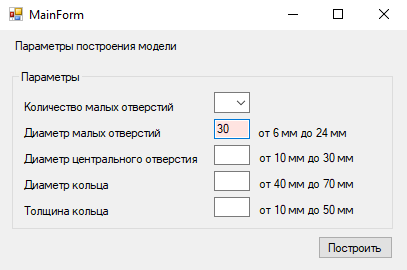 MainForm
Параметры построения модели
Параметры
Количество малых отверстий
Диаметр малых отверстий 30 от 6 мм до 24 мм
Диаметр центрального отверстия от 10 мм до 30 мм
Диаметр кольца от 40 мм до 70 мм
Толщина кольца от 10 мм до 50 мм
Построить